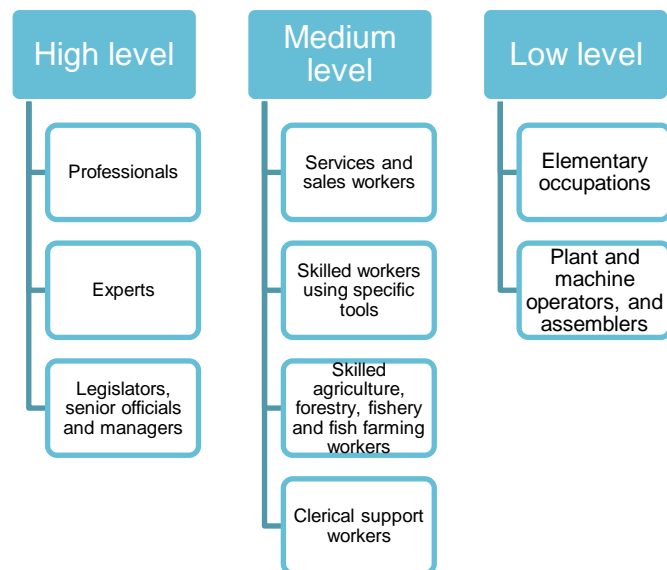 High level
Professionals
Experts
Legislators,
senior officials
and managers
Medium
level
Services and
sales workers
Skilled workers
using specific
tools
Skilled
agriculture,
forestry, fishery
and fish farming
workers
Clerical support
workers
Low level
Elementary
occupations
Plant and
machine
operators, and
assemblers